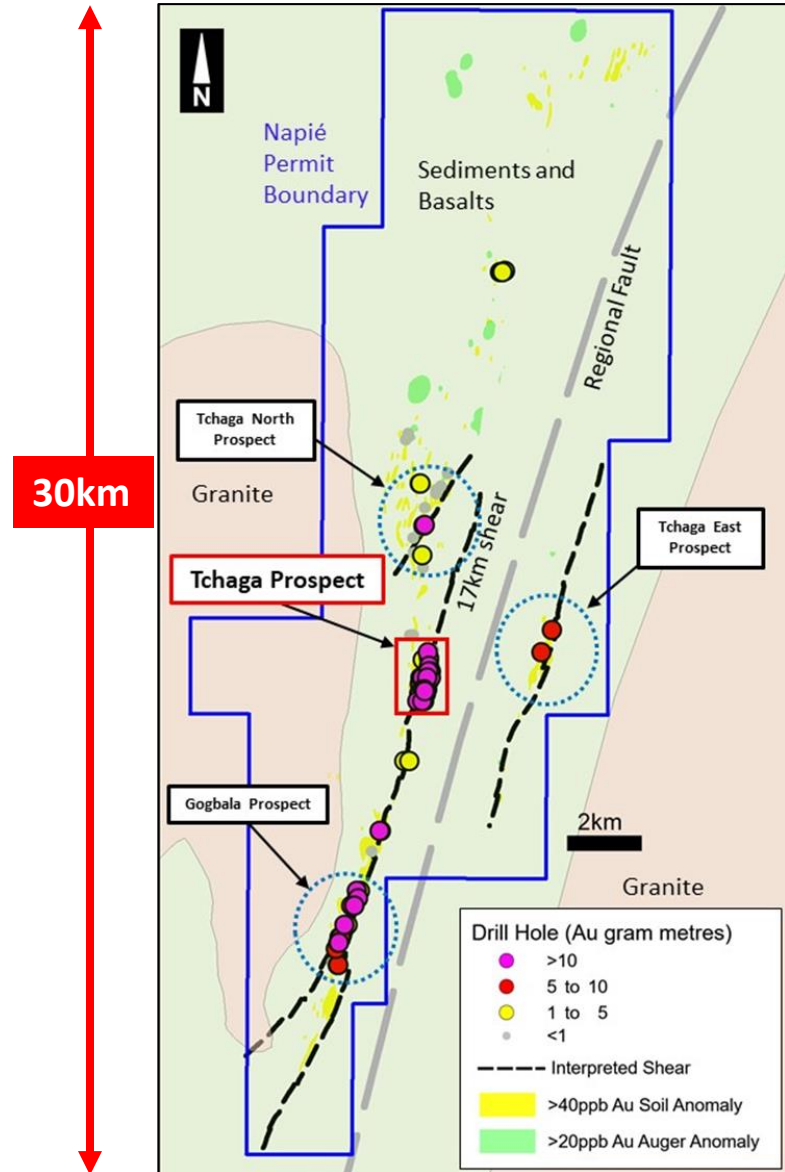 N
Napié
Permit
Boundary
Sediments and
Basalts
Regional Fault
Tchaga North
Prospect
30km
Granite
17km shear
Tchaga East
Prospect
Tchaga Prospect
Gogbala Prospect
2km
Granite
Drill Hole (Au gram metres)
>10
5 to 10
1 to 5
<1
Interpreted Shear
>40ppb Au Soil Anomaly
>20ppb Au Auger Anomaly